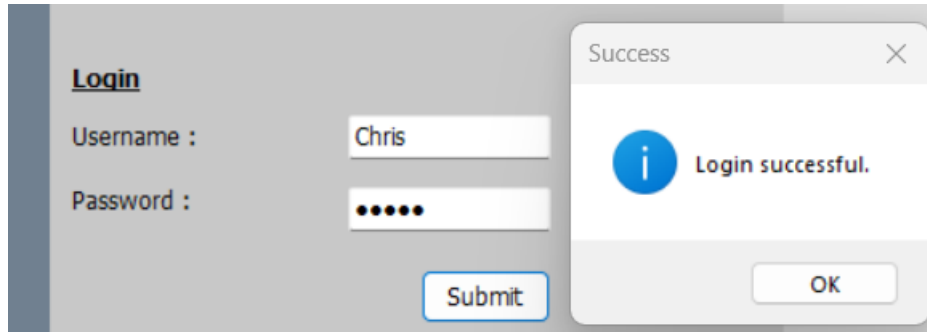 Login
Username :
Chris
Password :
•••••
Submit
Success
i
Login successful.
OK